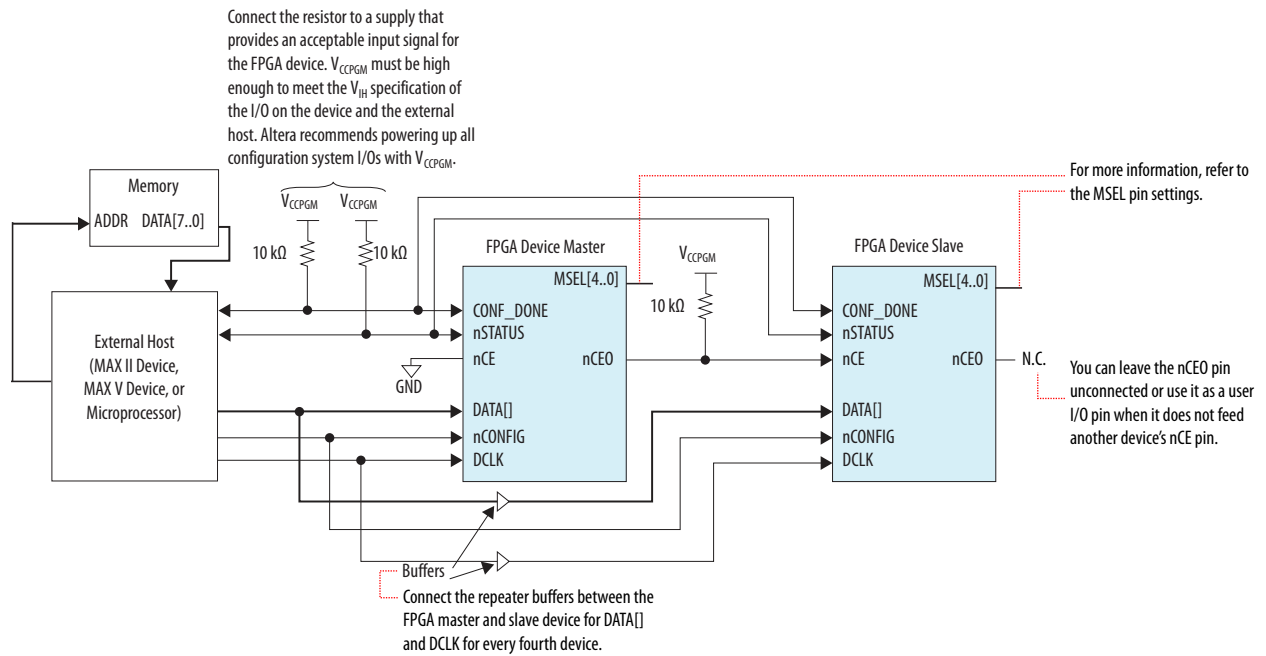 Connect the resistor to a supply that
provides an acceptable input signal for
the FPGA device. VCCPGM must be high
enough to meet the VIH specification of
the I/O on the device and the external
host. Altera recommends powering up all
configuration system I/Os with VCCPGM.
For more information, refer to
the MSEL pin settings.
Memory
ADDR DATA[7..0]
VCCPGM VCCPGM
10 kΩ 10 kΩ
FPGA Device Master
FPGA Device Slave
VCCPGM
10 kΩ
MSEL[4..0]
MSEL[4..0]
CONF_DONE
nSTATUS
nCE nCEO
GND
DATA[]
nCONFIG
DCLK
CONF_DONE
nSTATUS
nCE nCEO
N.C.
DATA[]
nCONFIG
DCLK
External Host
(MAX II Device,
MAX V Device, or
Microprocessor)
You can leave the nCEO pin
unconnected or use it as a user
I/O pin when it does not feed
another device's nCE pin.
Buffers
Connect the repeater buffers between the
FPGA master and slave device for DATA[]
and DCLK for every fourth device.